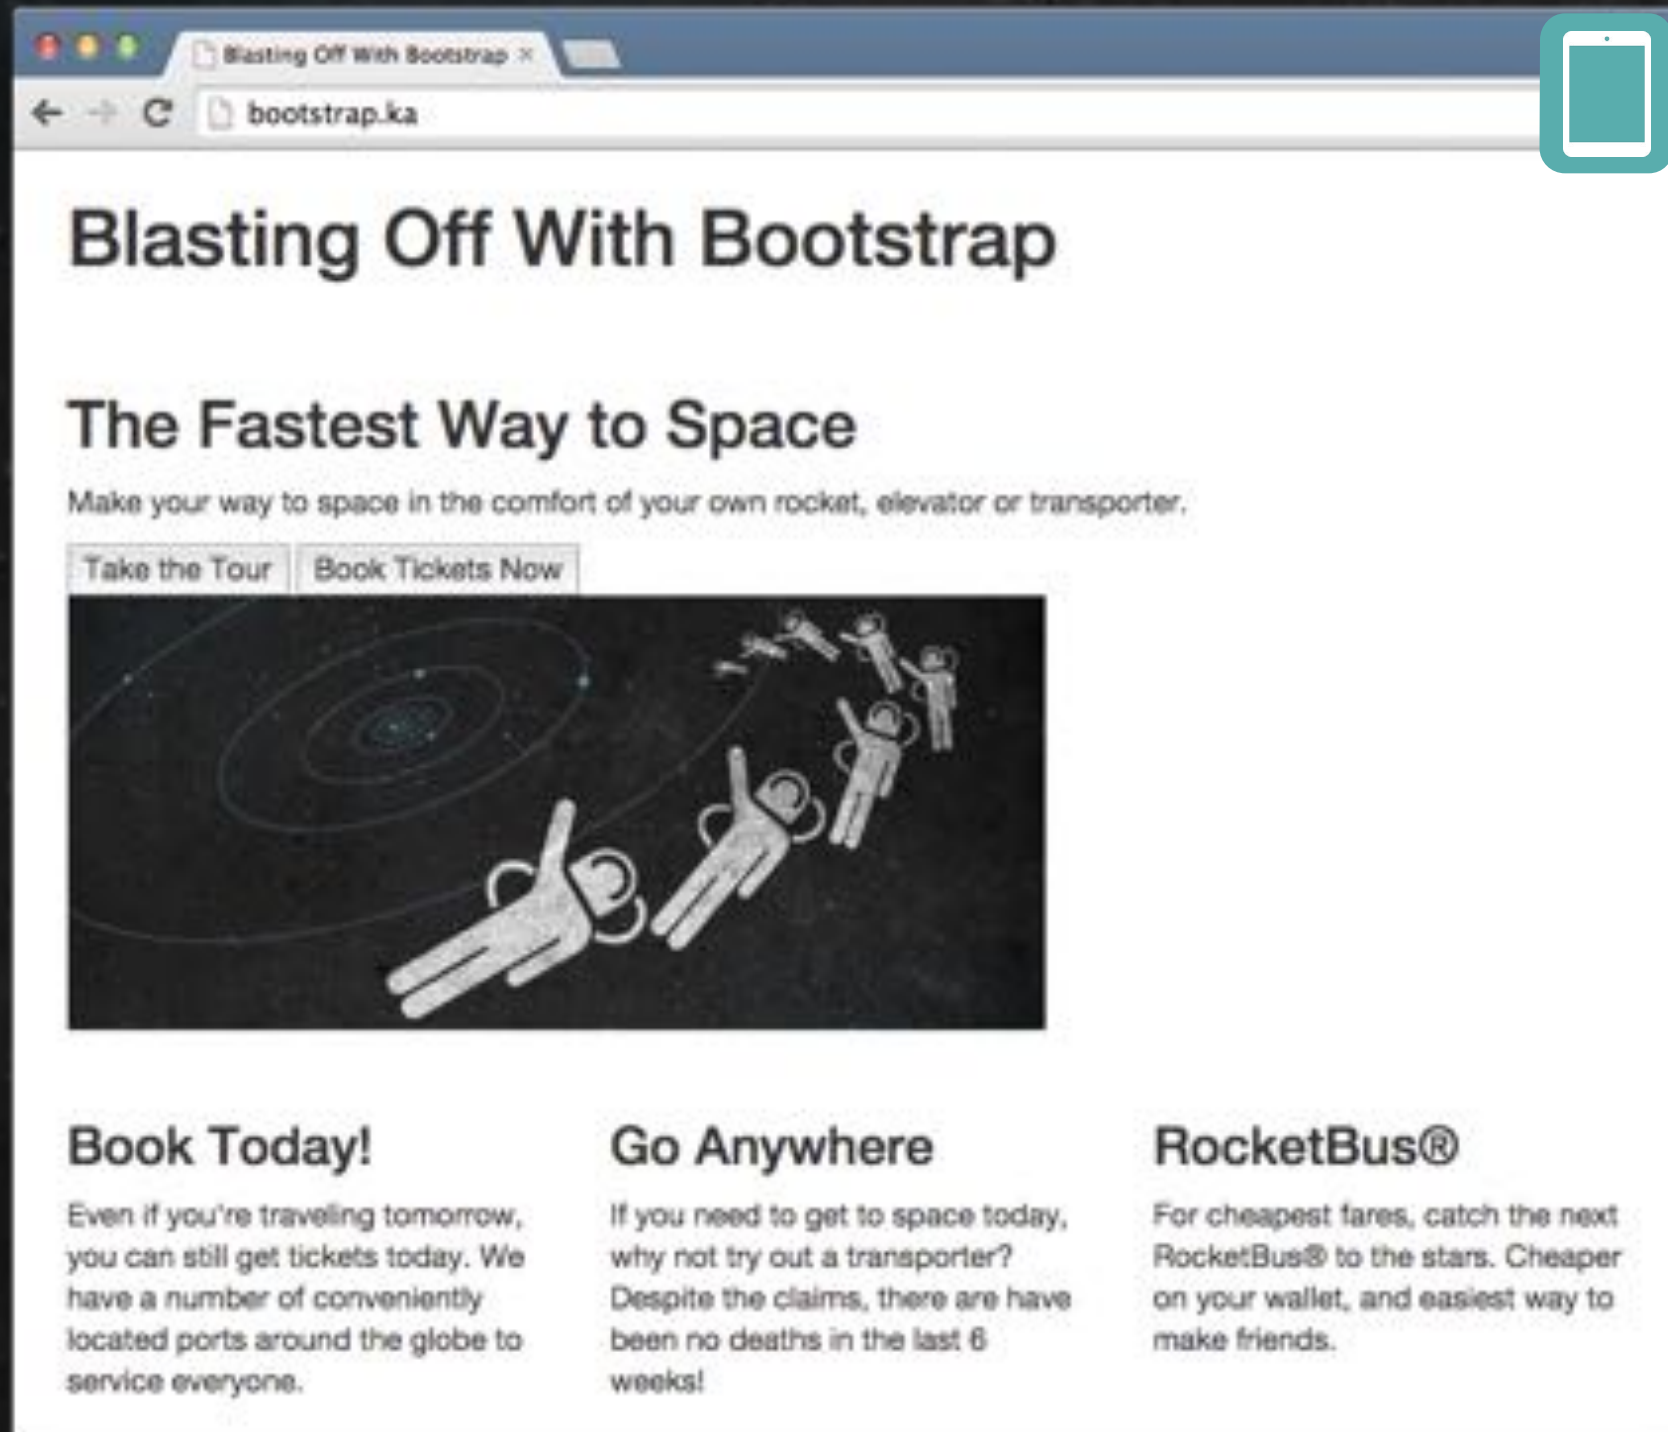 Blasting Off With Bootstrap
bootstrap.ka
Blasting Off With Bootstrap
The Fastest Way to Space
Make your way to space in the comfort of your own rocket, elevator or transporter.
Take the Tour
Book Tickets Now
Book Today!
Even if you're traveling tomorrow,
you can still get tickets today. We
have a number of conveniently
located ports around the globe to
service everyone.
Go Anywhere
If you need to get to space today,
why not try out a transporter?
Despite the claims, there are have
been no deaths in the last 6
weeks!
RocketBus®
For cheapest fares, catch the next
RocketBus® to the stars. Cheaper
on your wallet, and easiest way to
make friends.